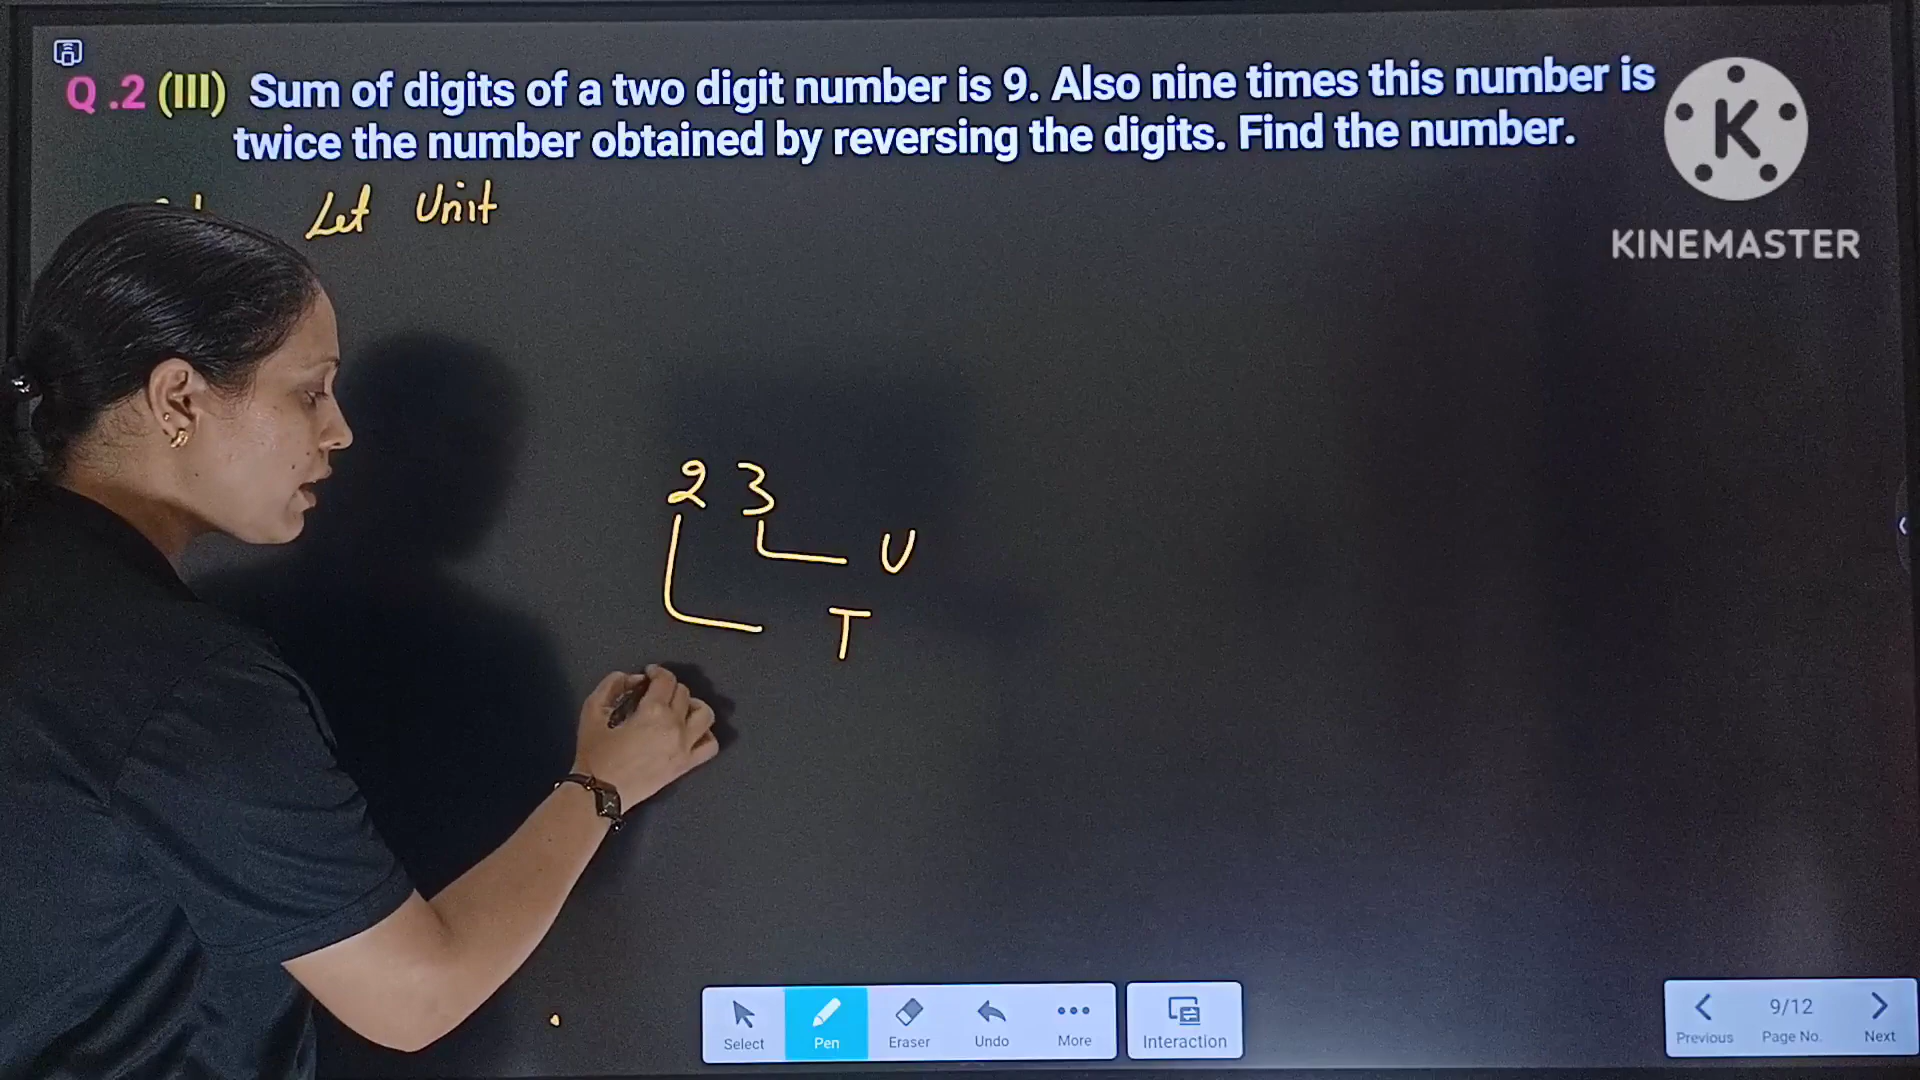 Q.2 (III) Sum of digits of a two digit number is 9. Also nine times this number is
twice the number obtained by reversing the digits. Find the number.
K
KINEMASTER
Let Unit
2 3
U
T
Select Pen Eraser Undo More Interaction
9/12
Previous Page No. Next